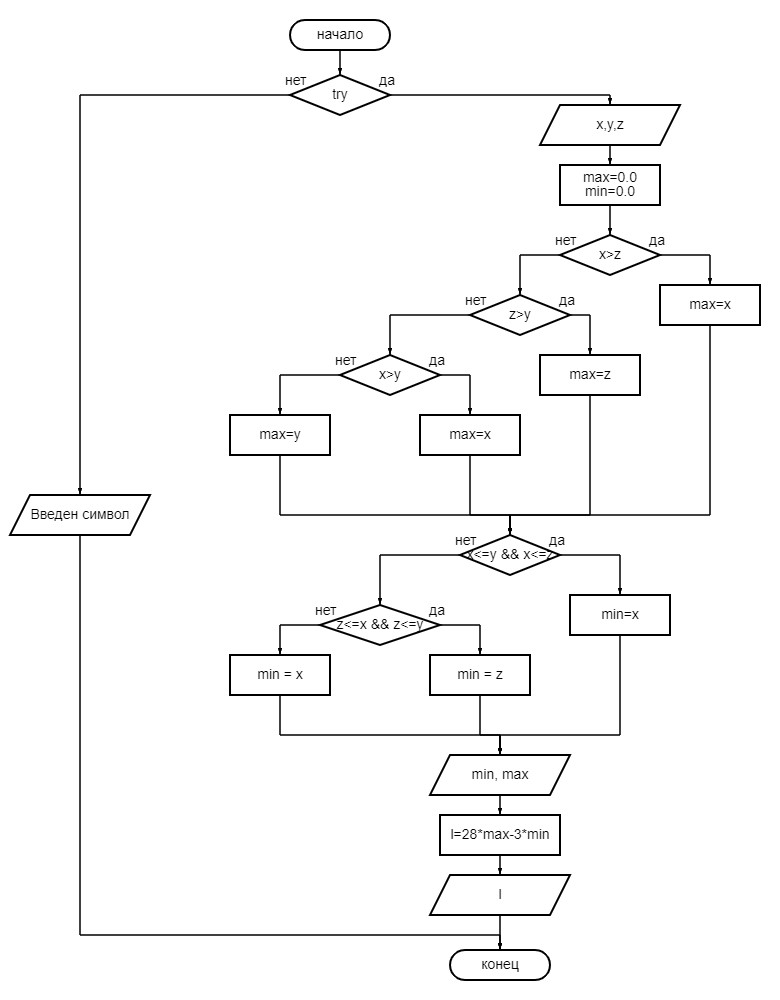 начало
нет
да
try
x,y,z
max=0.0
min=0.0
нет
да
x>z
max=x
нет
да
z>y
max=z
нет
да
x>y
max=y
max=x
Введен символ
нет
да
x<=y && x<=z
min=x
нет
да
z<=x && z<=y
min = x
min = z
min, max
I=28*max-3*min
I
конец